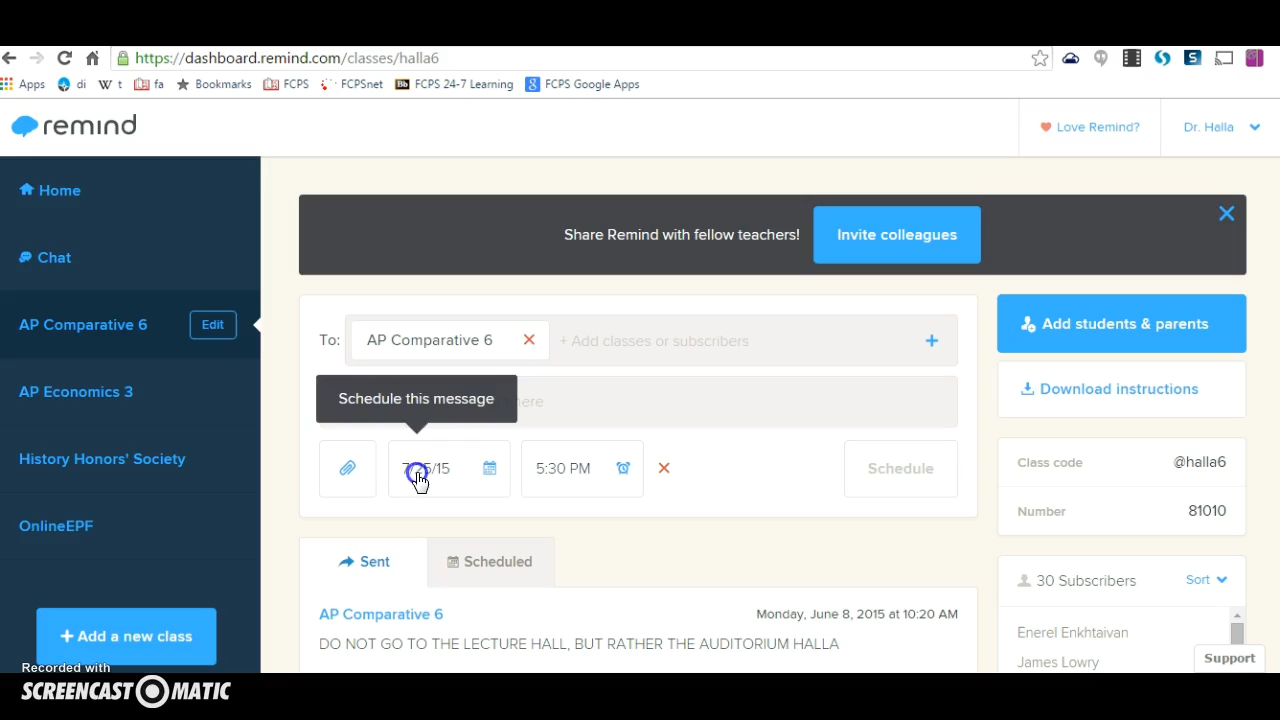 https://dashboard.remind.com/classes/halla6
Apps di W t fa Bookmarks FCPS FCPSnet Bb FCPS 24-7 Learning FCPS Google Apps
remind
Love Remind?
Dr. Halla
Home
Chat
AP Comparative 6 Edit
AP Economics 3
History Honors' Society
OnlineEPF
+ Add a new class
Share Remind with fellow teachers! Invite colleagues
To: AP Comparative 6 + Add classes or subscribers
Schedule this message
here
5:30 PM
Schedule
Sent Scheduled
AP Comparative 6 Monday, June 8, 2015 at 10:20 AM
DO NOT GO TO THE LECTURE HALL, BUT RATHER THE AUDITORIUM HALLA
Add students & parents
Download instructions
Class code @halla6
Number 81010
30 Subscribers Sort
Enerel Enkhtaivan
James Lowry
Support
Recorded with
SCREENCAST MATIC